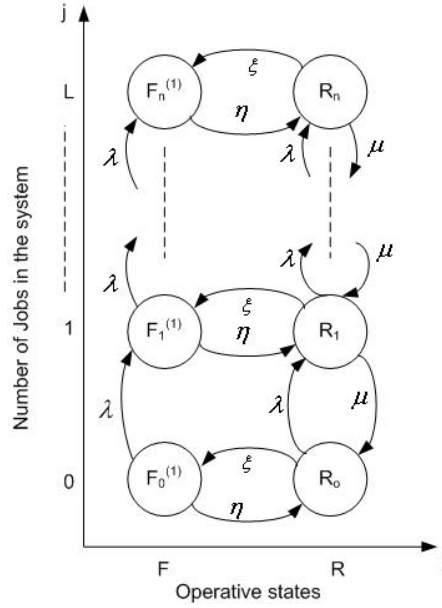 j
L
F_n^(1)
ξ
η
R_n
λ
λ
μ
Number of Jobs in the system
λ
λ
μ
1
F_1^(1)
ξ
η
R_1
λ
λ
μ
0
F_0^(1)
ξ
η
R_o
F
R
Operative states